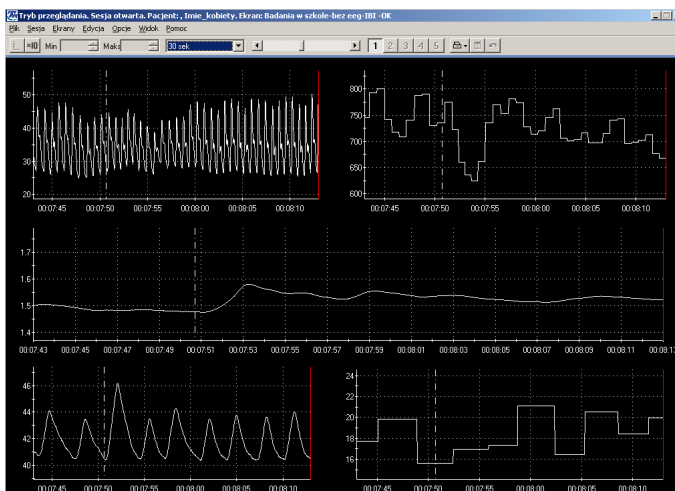 Tryb przeglądania. Sesja otwarta. Pacjent: , Imie_kobiety. Ekran: Badania w szkole-bez eeg-IBI -OK
Plik Sesja Ekrany Edycja Opcje Widok Pomoc
Min Maks 30 sek 1 2 3 4 5
50
40
30
20
00:07:45 00:07:50 00:07:55 00:08:00 00:08:05 00:08:10
800
750
700
650
600
00:07:45 00:07:50 00:07:55 00:08:00 00:08:05 00:08:10
1.7
1.6
1.5
1.4
00:07:43 00:07:45 00:07:47 00:07:49 00:07:51 00:07:53 00:07:55 00:07:57 00:07:59 00:08:01 00:08:03 00:08:05 00:08:07 00:08:09 00:08:11 00:08:13
46
44
42
40
00:07:45 00:07:50 00:07:55 00:08:00 00:08:05 00:08:10
24
22
20
18
16
00:07:45 00:07:50 00:07:55 00:08:00 00:08:05 00:08:10